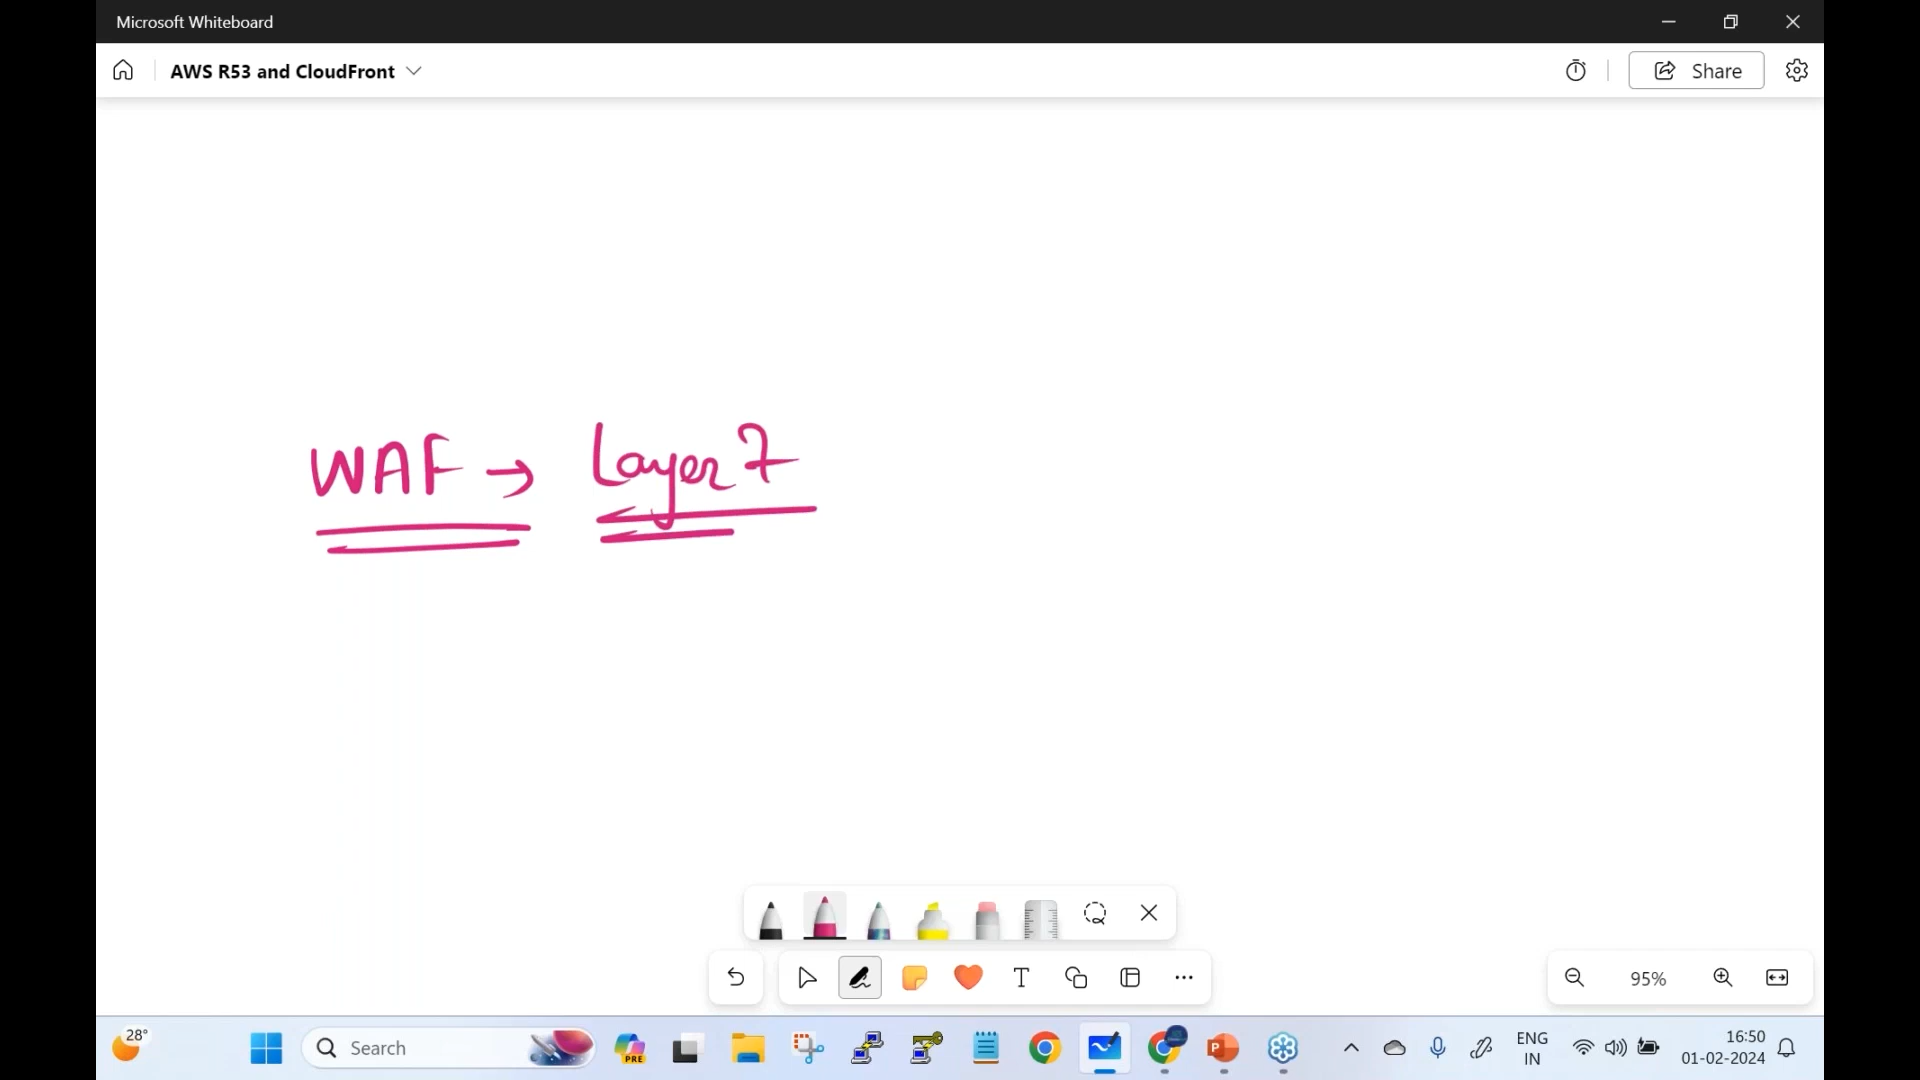 Microsoft Whiteboard
AWS R53 and CloudFront
Share
WAF → Layer 7
95%
28°
Search
PRE
ENG
IN
16:50
01-02-2024